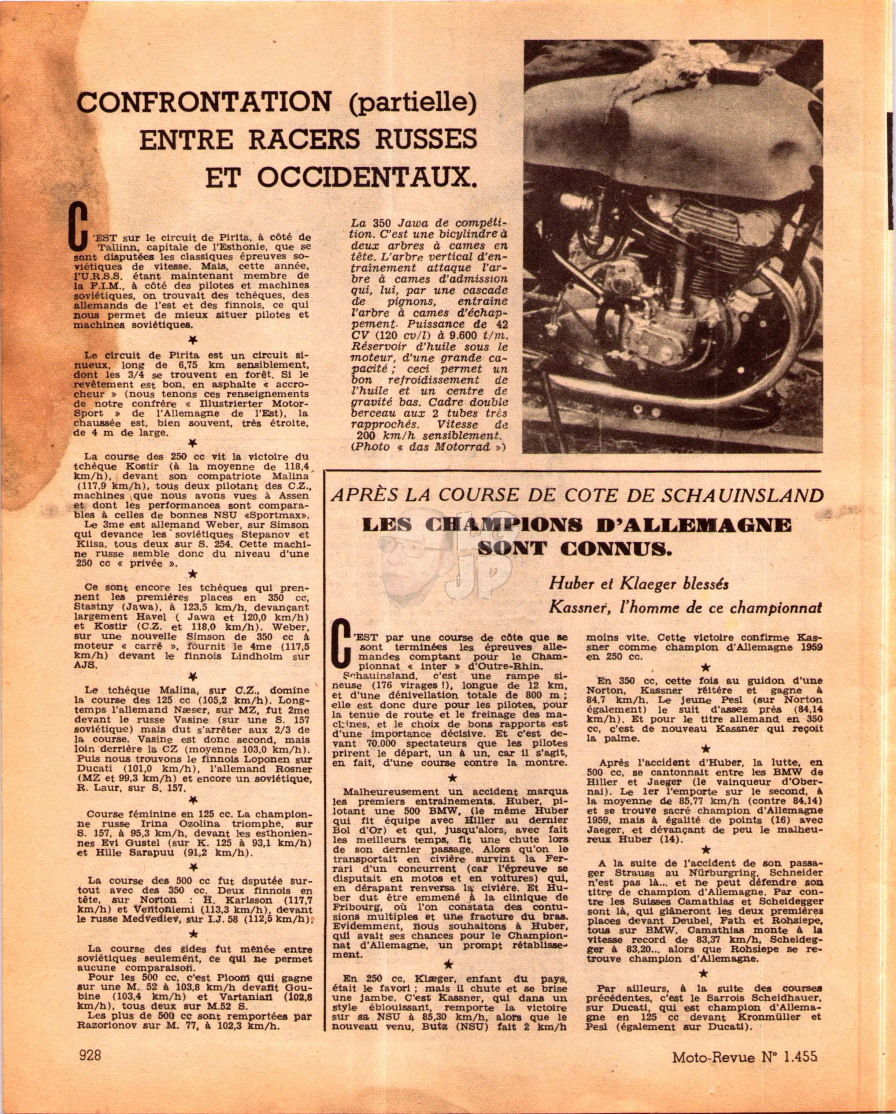 CONFRONTATION (partielle)
ENTRE RACERS RUSSES
ET OCCIDENTAUX.
C'EST sur le circuit de Pirita, à côté de
Tallinn, capitale de l'Esthonie, que se
sont disputées les classiques épreuves so-
viétiques de vitesse. Mais, cette année,
l'U.R.S.S. étant maintenant membre de
la F.I.M., à côté des pilotes et machines
soviétiques, on trouvait des tchèques, des
allemands de l'est et des finnois, ce qui
nous permet de mieux situer pilotes et
machines soviétiques.
★
Le circuit de Pirita est un circuit si-
nueux, long de 6,75 km sensiblement,
dont les 3/4 se trouvent en forêt. Si le
revêtement est bon, en asphalte « accro-
cheur » (nous tenons ces renseignements
de notre confrère « Illustrierter Motor-
Sport » de l'Allemagne de l'Est), la
chaussée est, bien souvent, très étroite,
de 4 m de large.
★
La course des 250 cc vit la victoire du
tchèque Kostir (à la moyenne de 118,4
km/h), devant son compatriote Malina
(117,9 km/h), tous deux pilotant des C.Z.,
machines que nous avons vues à Assen
et dont les performances sont compara-
bles à celles de bonnes NSU «Sportmax».
Le 3me est allemand Weber, sur Simson
qui devance les soviétiques Stepanov et
Kiisa, tous deux sur S. 254. Cette machi-
ne russe semble donc du niveau d'une
250 cc « privée ».
★
Ce sont encore les tchèques qui pren-
nent les premières places en 350 cc,
Stastny (Jawa), à 123,5 km/h, devançant
largement Havel ( Jawa et 120,0 km/h)
et Kostir (C.Z. et 118,0 km/h). Weber,
sur une nouvelle Simson de 350 cc à
moteur « carré », fournit le 4me (117,5
km/h) devant le finnois Lindholm sur
AJS.
★
Le tchèque Malina, sur C.Z., domine
la course des 125 cc (105,2 km/h). Long-
temps l'allemand Næser, sur MZ, fut 2me
devant le russe Vasine (sur une S. 157
soviétique) mais dut s'arrêter aux 2/3 de
la course. Vasine est donc second, mais
loin derrière la CZ (moyenne 103,0 km/h).
Puis nous trouvons le finnois Loponen sur
Ducati (101,0 km/h), l'allemand Rosner
(MZ et 99,3 km/h) et encore un soviétique,
R. Laur, sur S. 157.
★
Course féminine en 125 cc. La champion-
ne russe Irina Ozolina triomphe, sur
S. 157, à 95,3 km/h, devant les esthonien-
nes Evi Gustel (sur K. 125 à 93,1 km/h)
et Hille Sarapuu (91,2 km/h).
★
La course des 500 cc fut dsputée sur-
tout avec des 350 cc. Deux finnois en
tête, sur Norton : H. Karlsson (117,7
km/h) et Ventoniemi (113,3 km/h), devant
le russe Medvediev, sur I.J. 58 (112,5 km/h).
★
La course des sides fut menée entre
soviétiques seulement, ce qui ne permet
aucune comparaison.
Pour les 500 cc, c'est Ploom qui gagne
sur une M. 52 à 103,8 km/h devant Gou-
bine (103,4 km/h) et Vartanian (102,8
km/h), tous deux sur M.52 S.
Les plus de 500 cc sont remportées par
Razorionov sur M. 77, à 102,3 km/h.
La 350 Jawa de compéti-
tion. C'est une bicylindre à
deux arbres à cames en
tête. L'arbre vertical d'en-
trainement attaque l'ar-
bre à cames d'admission
qui, lui, par une cascade
de pignons, entraine
l'arbre à cames d'échap-
pement. Puissance de 42
CV (120 cv/l) à 9.600 t/m.
Réservoir d'huile sous le
moteur, d'une grande ca-
pacité ; ceci permet un
bon refroidissement de
l'huile et un centre de
gravité bas. Cadre double
berceau aux 2 tubes très
rapprochés. Vitesse de
200 km/h sensiblement.
(Photo « das Motorrad »)
APRÈS LA COURSE DE COTE DE SCHAUINSLAND
LES CHAMPIONS D'ALLEMAGNE
SONT CONNUS.
Huber et Klaeger blessés
Kassner, l'homme de ce championnat
C'EST par une course de côte que se
sont terminées les épreuves alle-
mandes comptant pour le Cham-
pionnat « inter » d'Outre-Rhin.
Schauinsland, c'est une rampe si-
neuse (176 virages !), longue de 12 km,
et d'une dénivellation totale de 800 m ;
elle est donc dure pour les pilotes, pour
la tenue de route et le freinage des ma-
chines, et le choix de bons rapports est
d'une importance décisive. Et c'est de-
vant 70.000 spectateurs que les pilotes
prirent le départ, un à un, car il s'agit,
en fait, d'une course contre la montre.
★
Malheureusement un accident marqua
les premiers entrainements. Huber, pi-
lotant une 500 BMW, (le même Huber
qui fit équipe avec Hiller au dernier
Bol d'Or) et qui, jusqu'alors, avec fait
les meilleurs temps, fit une chute lors
de son dernier passage. Alors qu'on le
transportait en civière survint la Fer-
rari d'un concurrent (car l'épreuve se
disputait en motos et en voitures) qui,
en dérapant renversa la civière. Et Hu-
ber dut être emmené à la clinique de
Fribourg, où l'on constata des contu-
sions multiples et une fracture du bras.
Evidemment, nous souhaitons à Huber,
qui avait ses chances pour le Champion-
nat d'Allemagne, un prompt rétablisse-
ment.
★
En 250 cc, Klæger, enfant du pays,
était le favori ; mais il chute et se brise
une jambe. C'est Kassner, qui dans un
style éblouissant, remporte la victoire
sur sa NSU à 85,30 km/h, alors que le
nouveau venu, Butz (NSU) fait 2 km/h
moins vite. Cette victoire confirme Kas-
sner comme champion d'Allemagne 1959
en 250 cc.
★
En 350 cc, cette fois au guidon d'une
Norton, Kassner réitère et gagne à
84,7 km/h. Le jeune Pesl (sur Norton
également) le suit d'assez près (84,14
km/h). Et pour le titre allemand en 350
cc, c'est de nouveau Kassner qui reçoit
la palme.
★
Après l'accident d'Huber, la lutte, en
500 cc, se cantonnait entre les BMW de
Hiller et Jaeger (le vainqueur d'Ober-
nai). Le 1er l'emporte sur le second, à
la moyenne de 85,77 km/h (contre 84,14)
et se trouve sacré champion d'Allemagne
1959, mais à égalité de points (16) avec
Jaeger, et dévançant de peu le malheu-
reux Huber (14).
★
A la suite de l'accident de son passa-
ger Strauss au Nürburgring, Schneider
n'est pas là... et ne peut défendre son
titre de champion d'Allemagne. Par con-
tre les Suisses Camathias et Scheidegger
sont là, qui glâneront les deux premières
places devant Deubel, Fath et Rohsiepe,
tous sur BMW. Camathias monte à la
vitesse record de 83,37 km/h, Scheideg-
ger à 83,20... alors que Rohsiepe se re-
trouve champion d'Allemagne.
★
Par ailleurs, à la suite des courses
précédentes, c'est le Sarrois Scheidhauer,
sur Ducati, qui est champion d'Allema-
gne en 125 cc devant Kronmüller et
Pesl (également sur Ducati).
928
Moto-Revue N° 1.455